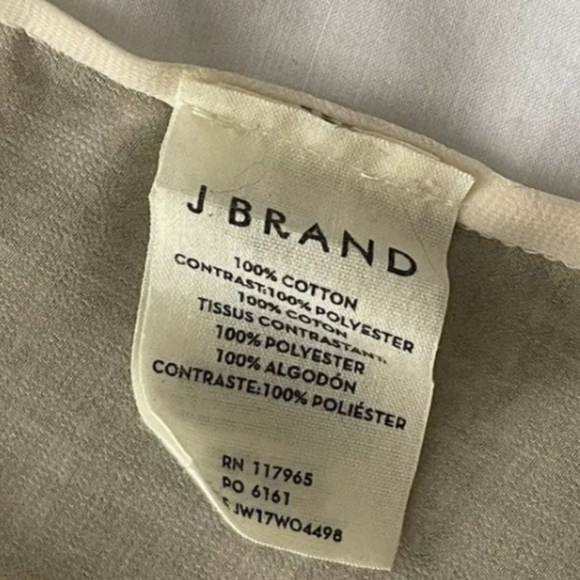 J BRAND
100% COTTON
CONTRAST:100% POLYESTER
100% COTON
TISSUS CONTRASTANT:
100% POLYESTER
100% ALGODÓN
CONTRASTE:100% POLIÉSTER
RN 117965
PO 6161
JW17WO4498